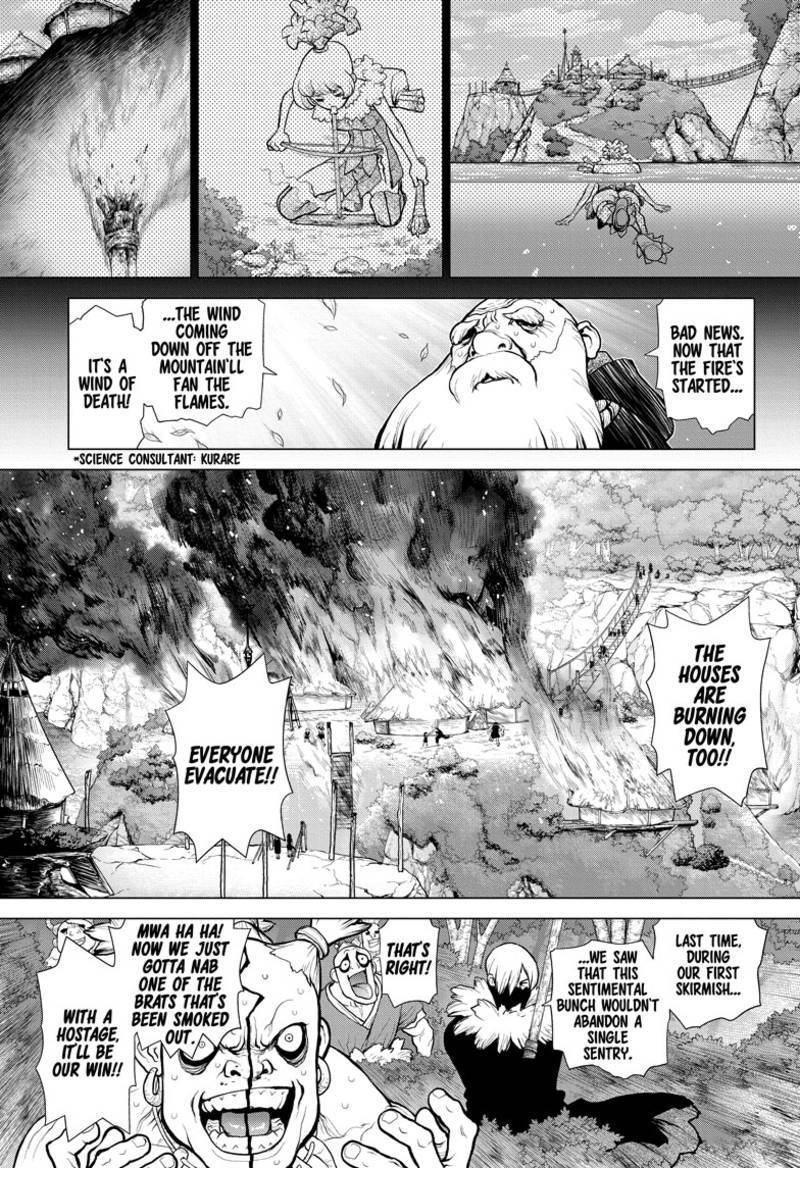 BAD NEWS.
NOW THAT
THE FIRE'S
STARTED...
...THE WIND
COMING
DOWN OFF THE
MOUNTAIN'LL
FAN THE
FLAMES.
IT'S A
WIND OF
DEATH!
*SCIENCE CONSULTANT: KURARE
THE
HOUSES
ARE
BURNING
DOWN,
TOO!!
EVERYONE
EVACUATE!!
LAST TIME,
DURING
OUR FIRST
SKIRMISH...
...WE SAW
THAT THIS
SENTIMENTAL
BUNCH WOULDN'T
ABANDON A
SINGLE
SENTRY.
THAT'S
RIGHT!
MWA HA HA!
NOW WE JUST
GOTTA NAB
ONE OF THE
BRATS THAT'S
BEEN SMOKED
OUT.
WITH A
HOSTAGE,
IT'LL BE
OUR WIN!!